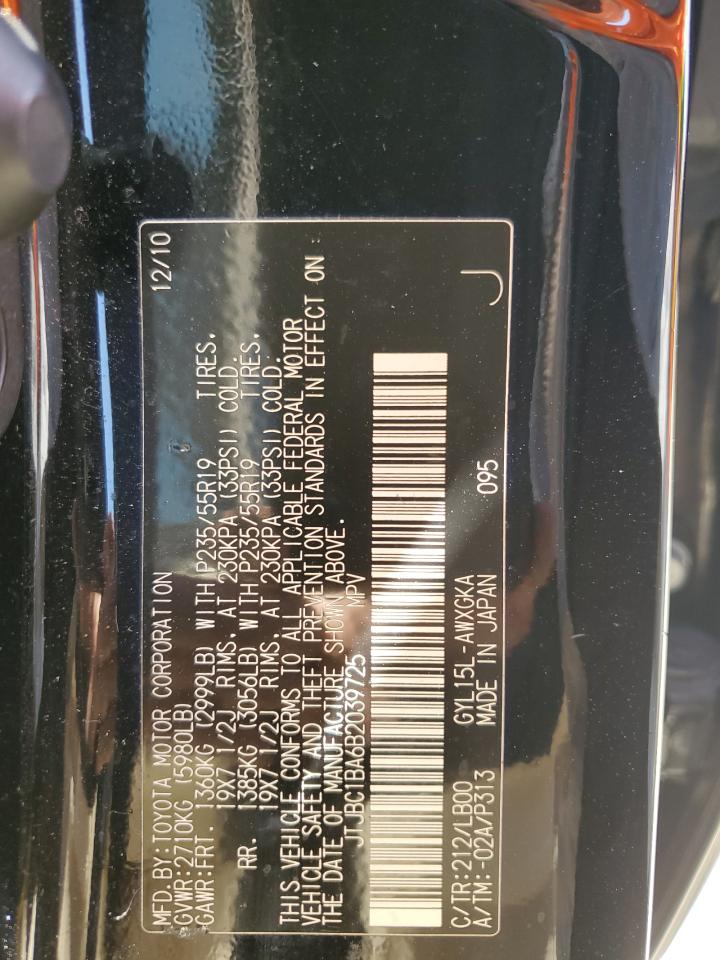 MFD.BY:TOYOTA MOTOR CORPORATION 12/10
GVWR:2710KG (5980LB)
GAWR:FRT. 1360KG (2999LB) WITH P235/55R19 TIRES.
19X7 1/2J RIMS, AT 230KPA (33PSI) COLD.
RR. 1385KG (3056LB) WITH P235/55R19 TIRES.
19X7 1/2J RIMS, AT 230KPA (33PSI) COLD.
THIS VEHICLE CONFORMS TO ALL APPLICABLE FEDERAL MOTOR
VEHICLE SAFETY AND THEFT PREVENTION STANDARDS IN EFFECT ON
THE DATE OF MANUFACTURE SHOWN ABOVE.
JTJBC1BA6B2039725 MPV
C/TR:212/LB00 GYL15L-AWXGKA 095 J
A/TM:-02A/P313 MADE IN JAPAN